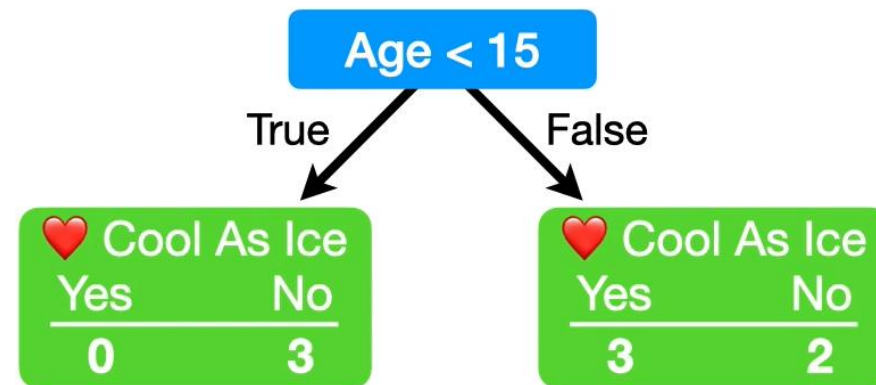 Age < 15
True False
❤️ Cool As Ice ❤️ Cool As Ice
Yes No Yes No
0 3 3 2